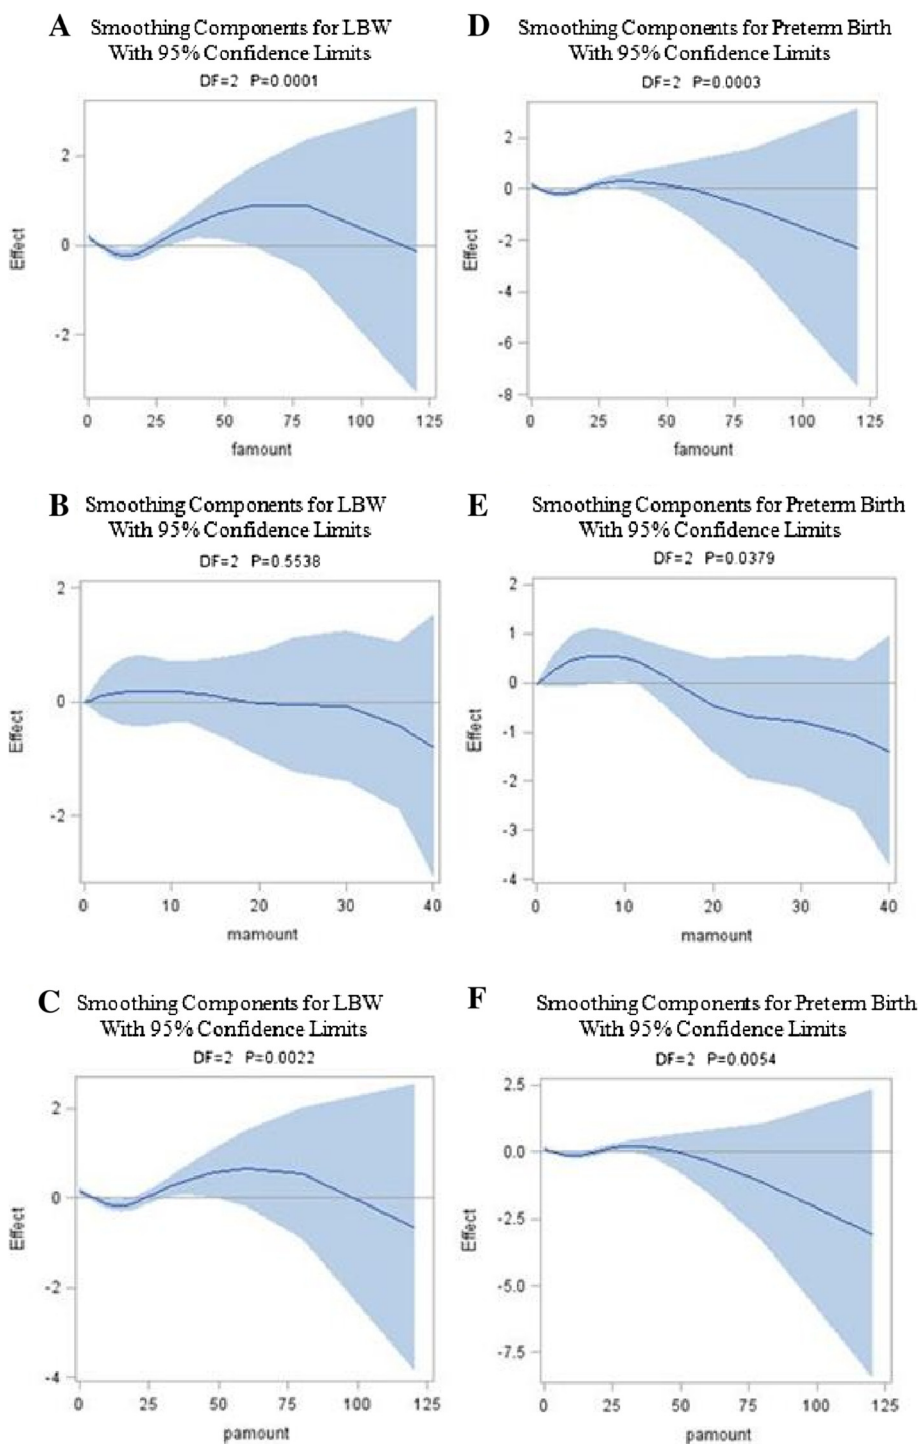 A Smoothing Components for LBW
With 95% Confidence Limits
DF=2 P=0.0001
2
0
-2
Effect
0 25 50 75 100 125
famount
D Smoothing Components for Preterm Birth
With 95% Confidence Limits
DF=2 P=0.0003
2
0
-2
-4
-6
-8
Effect
0 25 50 75 100 125
famount
B Smoothing Components for LBW
With 95% Confidence Limits
DF=2 P=0.5538
2
0
-2
Effect
0 10 20 30 40
mamount
E Smoothing Components for Preterm Birth
With 95% Confidence Limits
DF=2 P=0.0379
2
1
0
-1
-2
-3
-4
Effect
0 10 20 30 40
mamount
C Smoothing Components for LBW
With 95% Confidence Limits
DF=2 P=0.0022
2
0
-2
-4
Effect
0 25 50 75 100 125
pamount
F Smoothing Components for Preterm Birth
With 95% Confidence Limits
DF=2 P=0.0054
2.5
0.0
-2.5
-5.0
-7.5
Effect
0 25 50 75 100 125
pamount